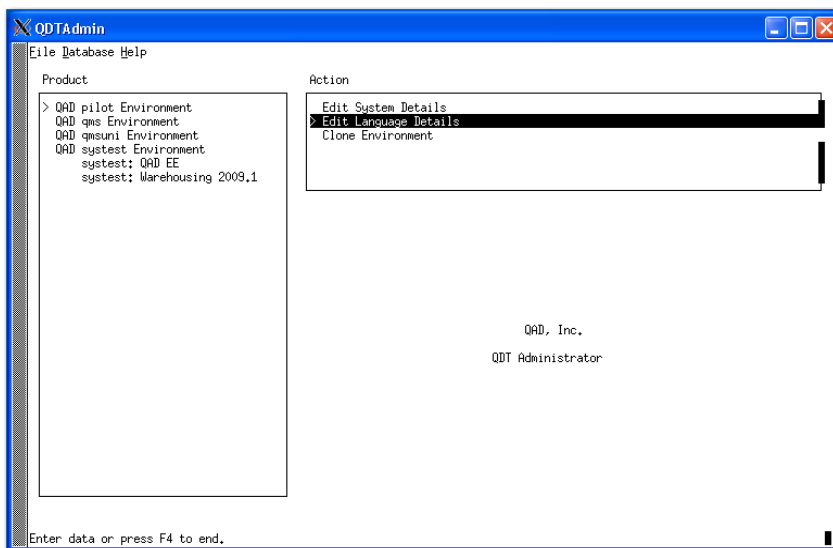 QDTAdmin
File Database Help
Product
> QAD pilot Environment
QAD qms Environment
QAD qmsuni Environment
QAD systest Environment
systest: QAD EE
systest: Warehousing 2009.1
Action
Edit System Details
> Edit Language Details
Clone Environment
QAD, Inc.
QDT Administrator
Enter data or press F4 to end.